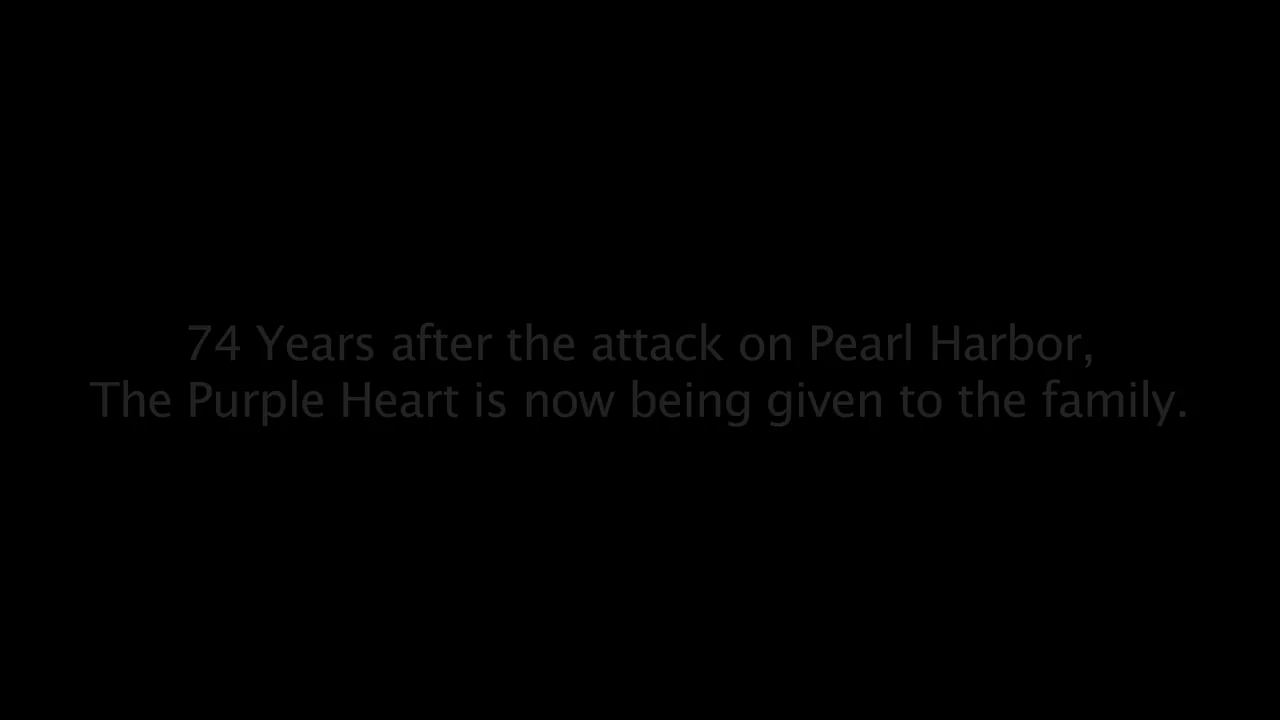 74 Years after the attack on Pearl Harbor,
The Purple Heart is now being given to the family.